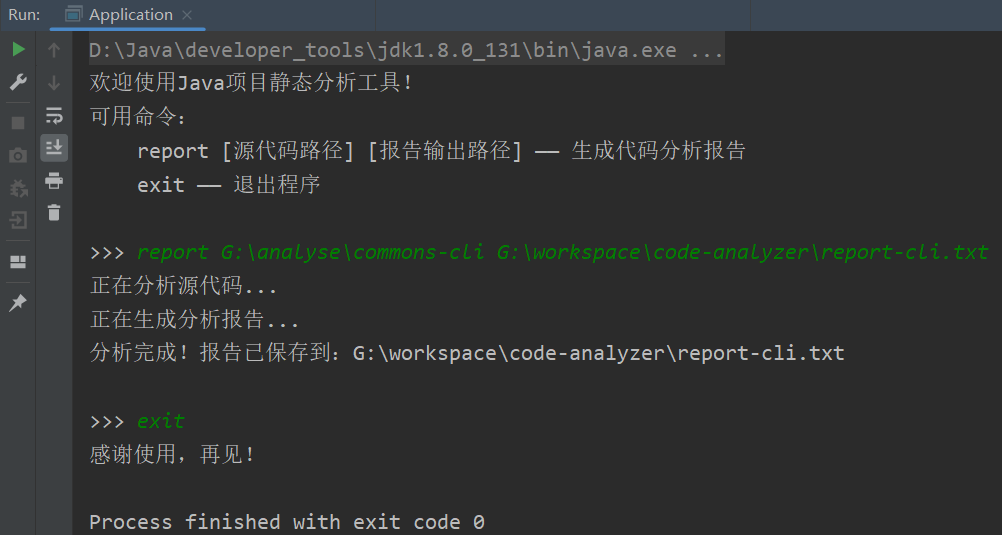 Run: Application
D:\Java\developer_tools\jdk1.8.0_131\bin\java.exe ...
欢迎使用Java项目静态分析工具！
可用命令：
    report [源代码路径] [报告输出路径] —— 生成代码分析报告
    exit —— 退出程序
>>> report G:\analyse\commons-cli G:\workspace\code-analyzer\report-cli.txt
正在分析源代码...
正在生成分析报告...
分析完成！报告已保存到：G:\workspace\code-analyzer\report-cli.txt
>>> exit
感谢使用，再见！
Process finished with exit code 0